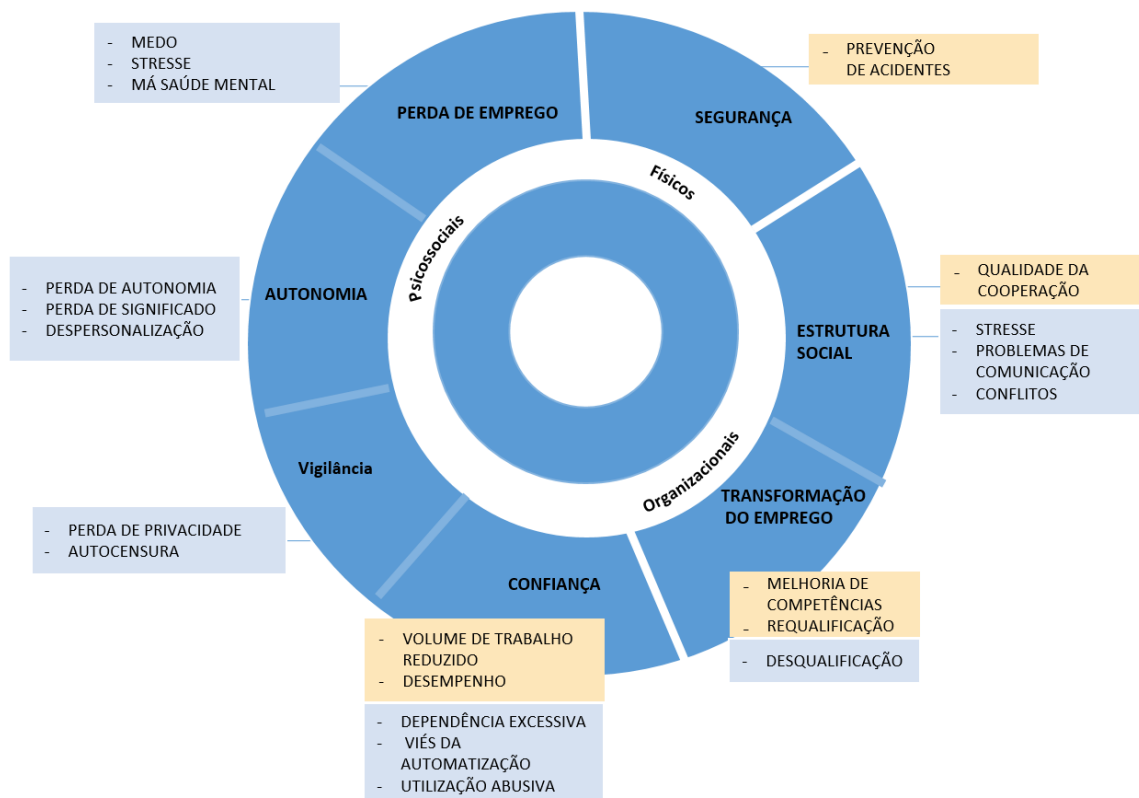 - MEDO
- STRESSE
- MÁ SAÚDE MENTAL
PERDA DE EMPREGO
- PREVENÇÃO
DE ACIDENTES
SEGURANÇA
Físicos
Psicossociais
- PERDA DE AUTONOMIA
- PERDA DE SIGNIFICADO
- DESPERSONALIZAÇÃO
AUTONOMIA
- QUALIDADE DA
COOPERAÇÃO
ESTRUTURA
SOCIAL
- STRESSE
- PROBLEMAS DE
COMUNICAÇÃO
- CONFLITOS
Organizacionais
Vigilância
- PERDA DE PRIVACIDADE
- AUTOCENSURA
TRANSFORMAÇÃO
DO EMPREGO
- MELHORIA DE
COMPETÊNCIAS
- REQUALIFICAÇÃO
- DESQUALIFICAÇÃO
CONFIANÇA
- VOLUME DE TRABALHO
REDUZIDO
- DESEMPENHO
- DEPENDÊNCIA EXCESSIVA
- VIÉS DA
AUTOMATIZAÇÃO
- UTILIZAÇÃO ABUSIVA